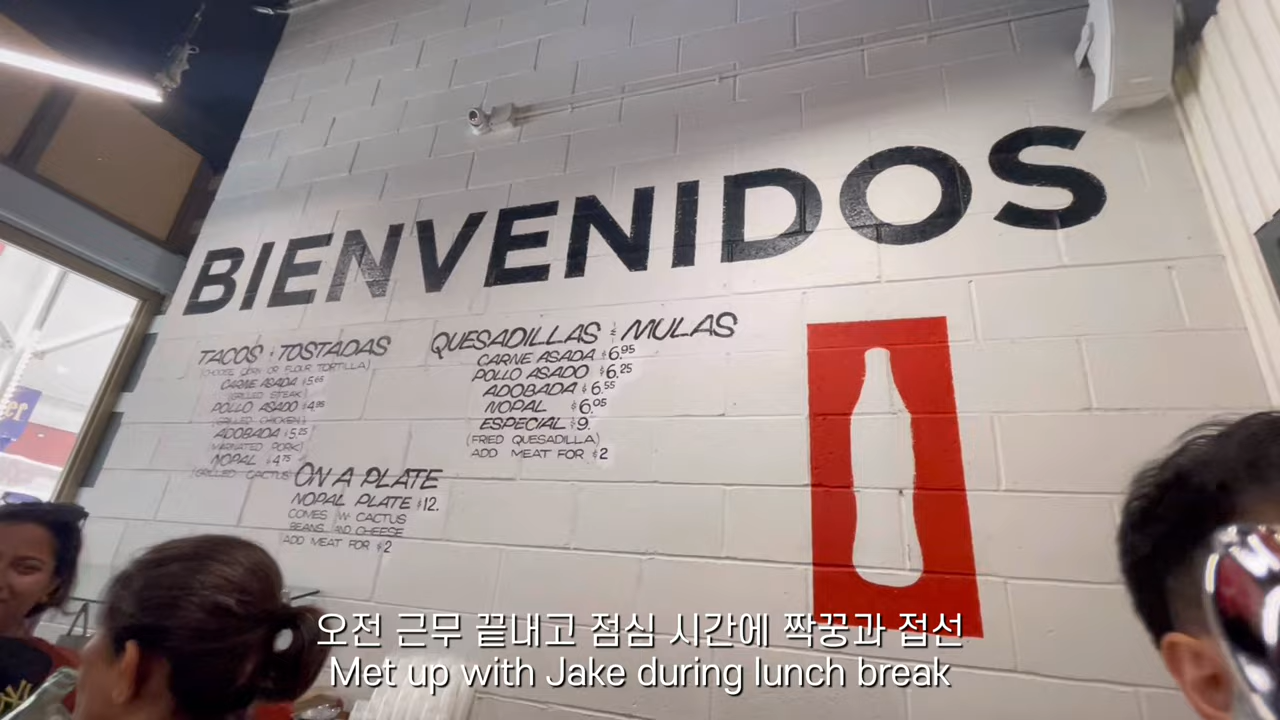 BIENVENIDOS
TACOS & TOSTADAS
(CHOOSE CORN OR FLOUR TORTILLA)
CARNE ASADA $5.65
(GRILLED STEAK)
POLLO ASADO $4.95
(GRILLED CHICKEN)
ADOBADA $5.25
(MARINATED PORK)
NOPAL $4.75
(GRILLED CACTUS)
QUESADILLAS & MULAS
CARNE ASADA $6.95
POLLO ASADO $6.25
ADOBADA $6.55
NOPAL $6.05
ESPECIAL $9.
(FRIED QUESADILLA)
ADD MEAT FOR $2
ON A PLATE
NOPAL PLATE $12.
COMES W/ CACTUS
BEANS AND CHEESE
ADD MEAT FOR $2
오전 근무 끝내고 점심 시간에 짝꿍과 접선
Met up with Jake during lunch break